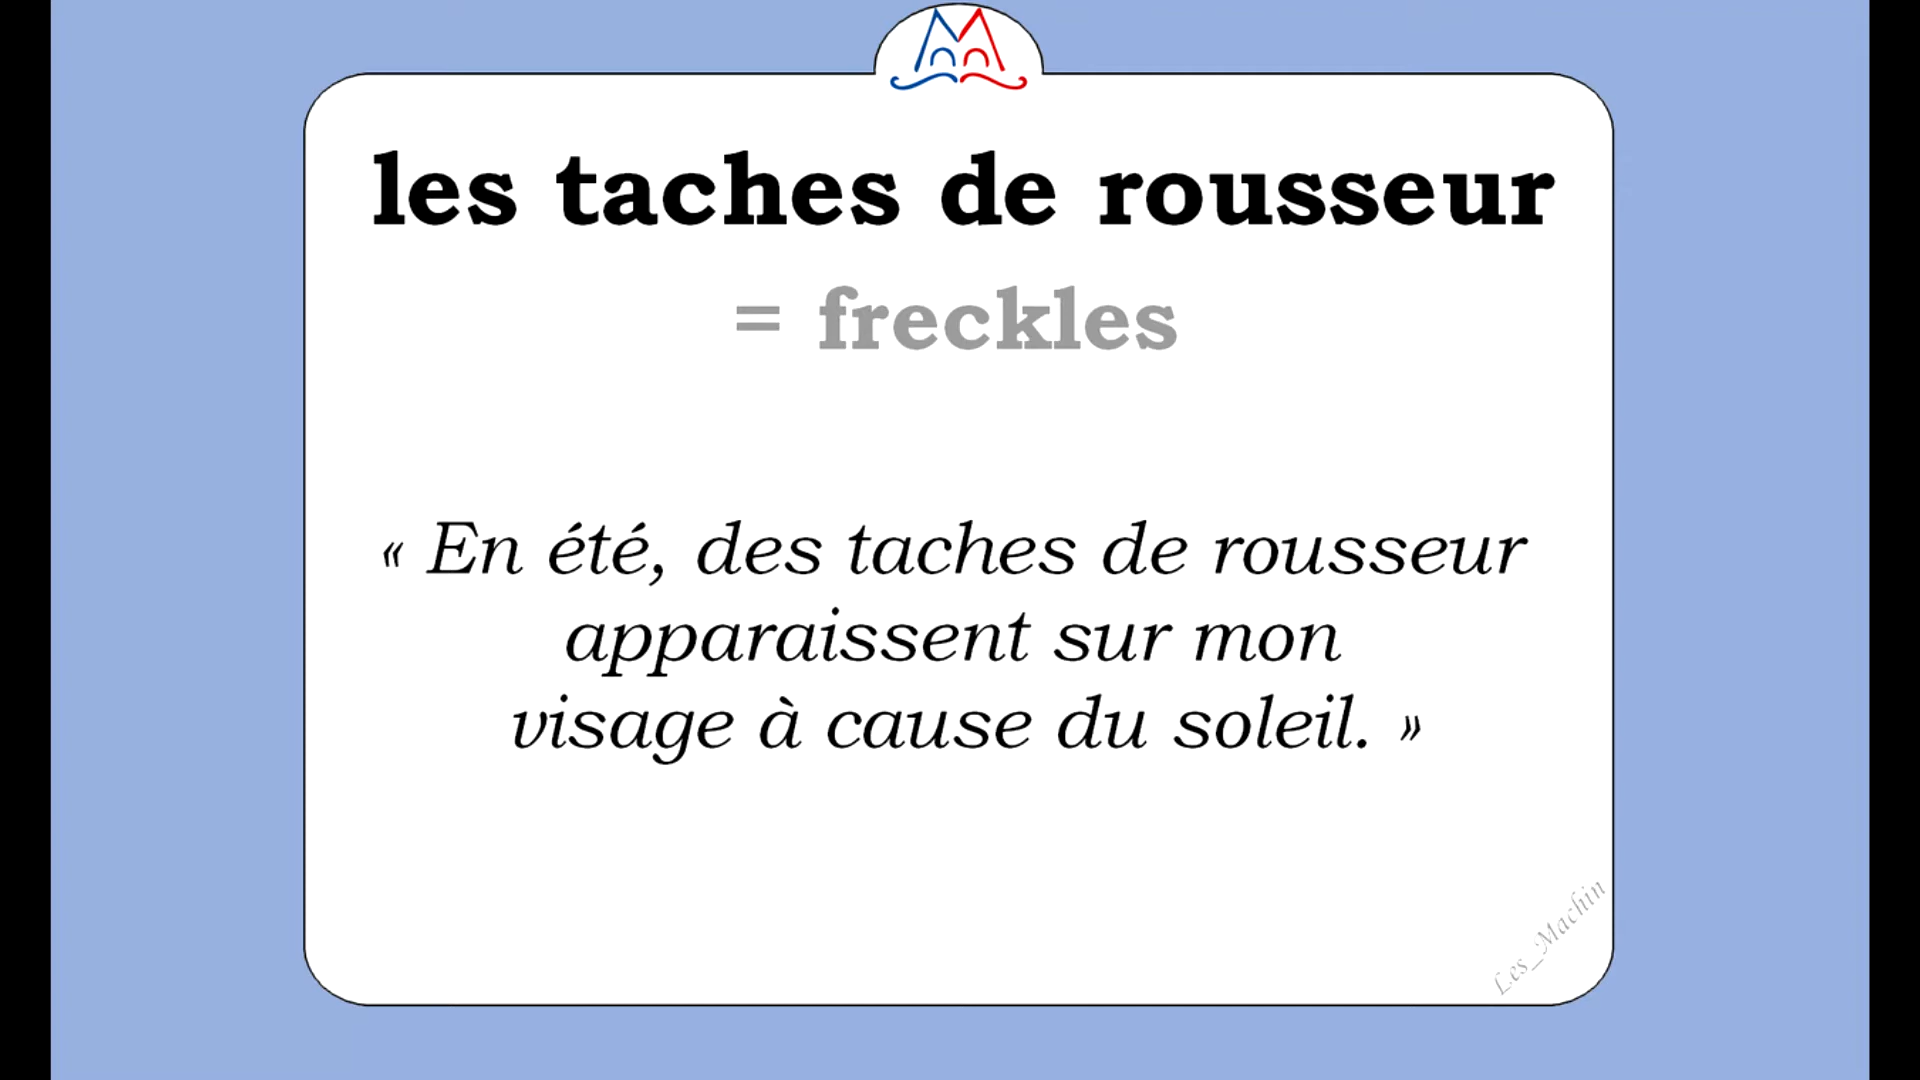 les taches de rousseur
= freckles
« En été, des taches de rousseur
apparaissent sur mon
visage à cause du soleil. »
Les_Machin